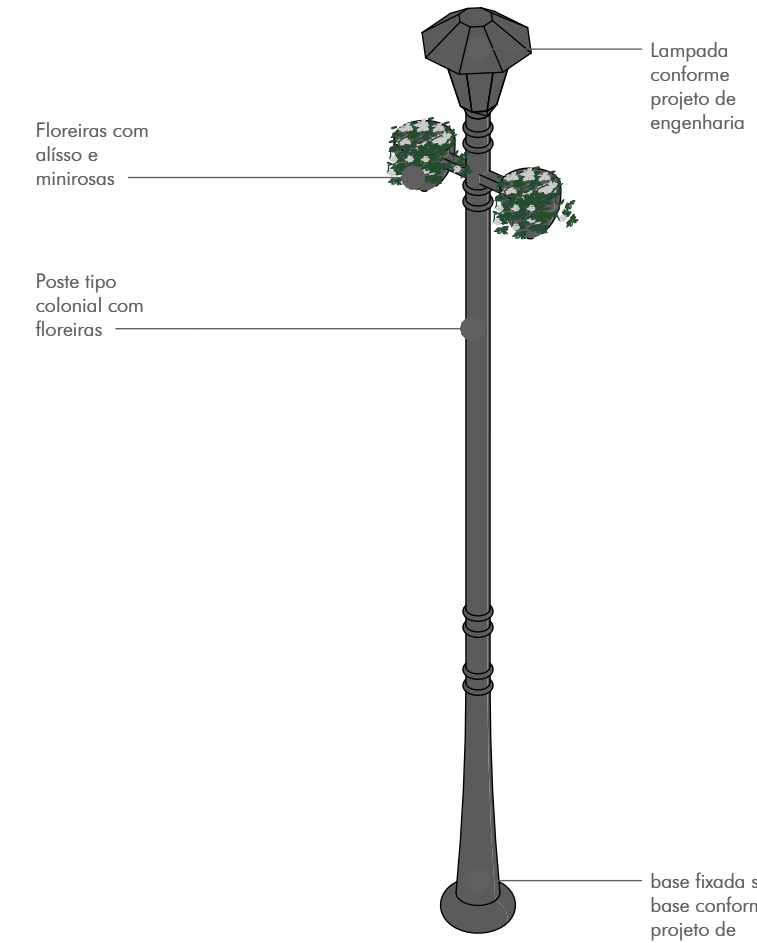 Lampada
conforme
projeto de
engenharia
Floreiras com
alísso e
minirosas
Poste tipo
colonial com
floreiras
base fixada
base
projeto de